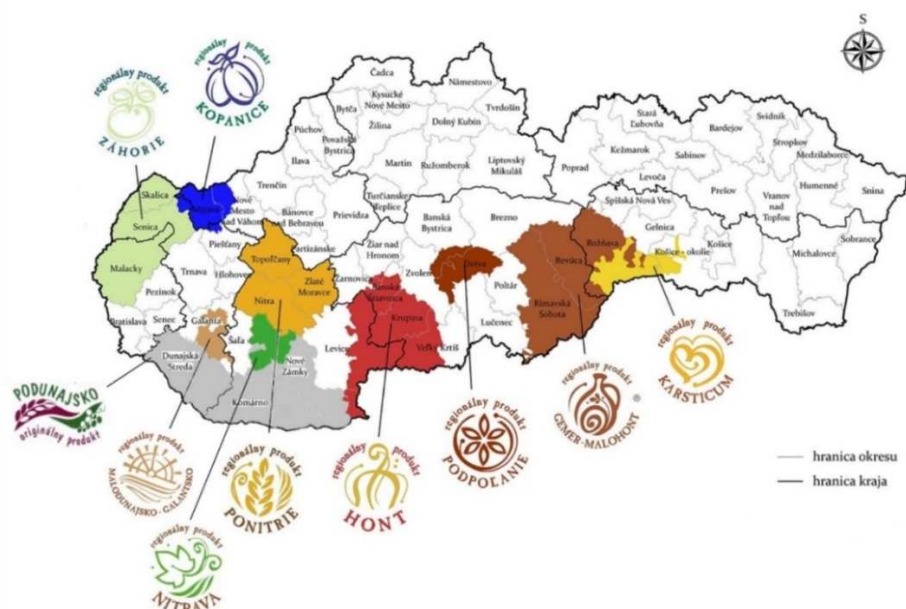 S
regionálny produkt
ZÁHORIE
regionálny produkt
KOPANICE
Čadca
Námestovo
Kysucké
Nové Mesto
Bytča
Tvrdošín
Žilina
Dolný Kubín
Púchov
Považská
Bystrica
Ilava
Martin
Ružomberok
Liptovský
Mikuláš
Stará
Ľubovňa
Bardejov
Svidník
Stropkov
Medzilaborce
Kežmarok
Sabinov
Poprad
Levoča
Prešov
Humenné
Snina
Vranov
nad
Topľou
Skalica
Senica
Myjava
Nové
Mesto
nad Váhom
Trenčín
Bánovce
nad Bebravou
Prievidza
Turčianske
Teplice
Banská
Bystrica
Brezno
Spišská Nová Ves
Gelnica
Košice
Košice - okolie
Sobrance
Michalovce
Trebišov
Malacky
Piešťany
Partizánske
Topoľčany
Žiar nad
Hronom
Trnava
Hlohovec
Zlaté
Moravce
Žarnovica
Zvolen
Detva
Revúca
Rožňava
Pezinok
Nitra
Banská
Štiavnica
Poltár
Rimavská
Sobota
Bratislava
Senec
Galanta
Šaľa
Krupina
Lučenec
Dunajská
Streda
Nové
Zámky
Levice
Veľký Krtíš
Komárno
PODUNAJSKO
originálny produkt
regionálny produkt
MALODUNAJSKO - GALANTSKO
regionálny produkt
NITRAVA
regionálny produkt
PONITRIE
regionálny produkt
HONT
regionálny produkt
PODPOĽANIE
regionálny produkt
GEMER-MALOHONT
®
regionálny produkt
KARSTICUM
hranica okresu
hranica kraja